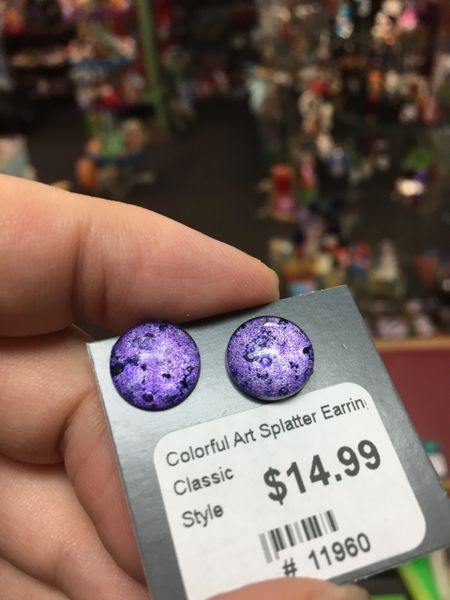 Colorful Art Splatter Earrin
Classic
Style
$14.99
# 11960